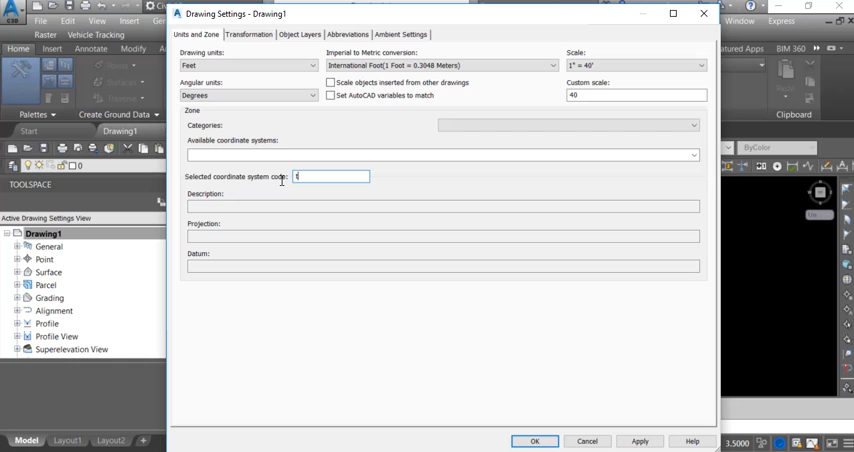 C3D
Civ
Drawing Settings - Drawing1
File
Edit
View
Insert
Raster
Vehicle Tracking
Window
Express
Home
Insert
Annotate
Modify
Featured Apps
BIM 360
Palettes
Create Ground Data
Paste
Clipboard
Start
Drawing1
ByColor
0
TOOLSPACE
Active Drawing Settings View
Drawing1
General
Point
Surface
Parcel
Grading
Alignment
Profile
Profile View
Superelevation View
Units and Zone
Transformation
Object Layers
Abbreviations
Ambient Settings
Drawing units:
Imperial to Metric conversion:
Scale:
Feet
International Foot(1 Foot = 0.3048 Meters)
1" = 40'
Angular units:
Scale objects inserted from other drawings
Custom scale:
Degrees
Set AutoCAD variables to match
40
Zone
Categories:
Available coordinate systems:
Selected coordinate system code:
t
Description:
Projection:
Datum:
OK
Cancel
Apply
Help
Model
Layout1
Layout2
3.5000